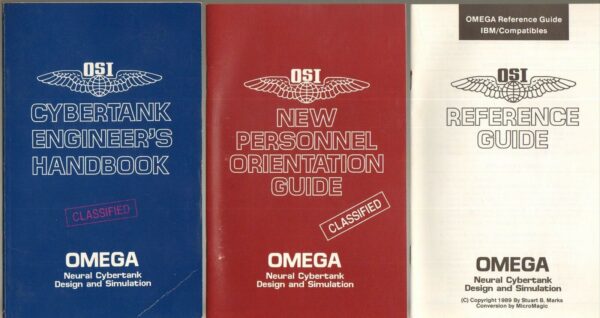 OSI
CYBERTANK
ENGINEER'S
HANDBOOK
CLASSIFIED
OMEGA
Neural Cybertank
Design and Simulation
OSI
NEW
PERSONNEL
ORIENTATION
GUIDE
CLASSIFIED
OMEGA
Neural Cybertank
Design and Simulation
OMEGA Reference Guide
IBM/Compatibles
OSI
REFERENCE
GUIDE
OMEGA
Neural Cybertank
Design and Simulation
(C) Copyright 1989 By Stuart B. Marks
Conversion by MicroMagic